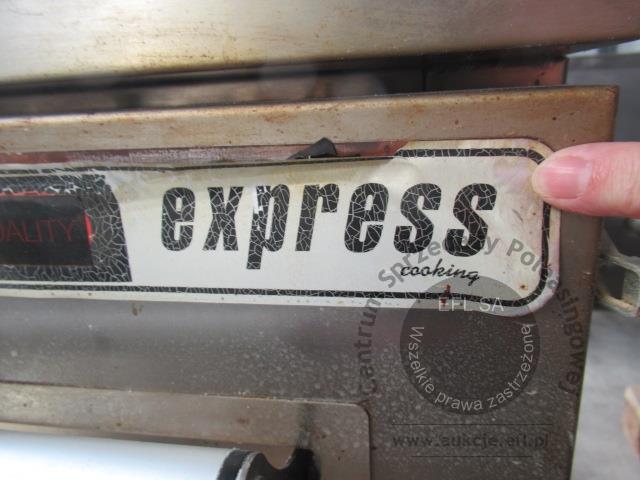 QUALITY
express
cooking
Centrum Sprzedaży Poleasingowej
EFL SA
Wszelkie prawa zastrzeżone
www.aukcje.efl.pl